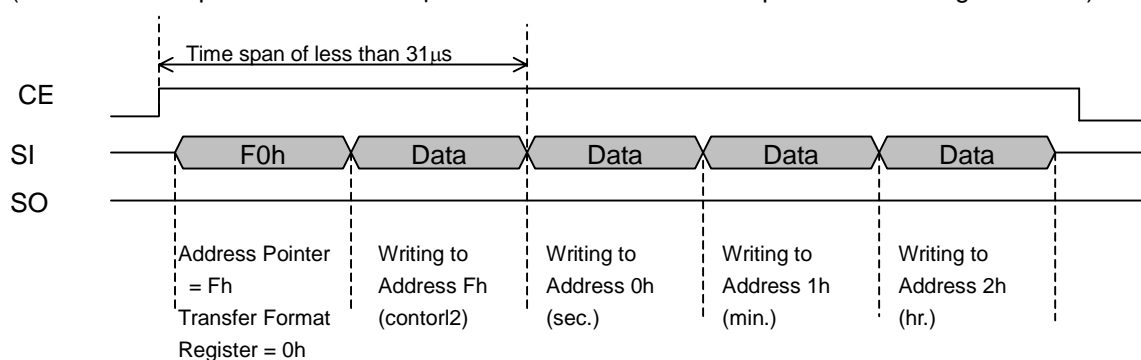 Time span of less than 31μs
CE
SI F0h Data Data Data Data
SO
Address Pointer Writing to Writing to Writing to Writing to
= Fh Address Fh Address 0h Address 1h Address 2h
Transfer Format (contorl2) (sec.) (min.) (hr.)
Register = 0h